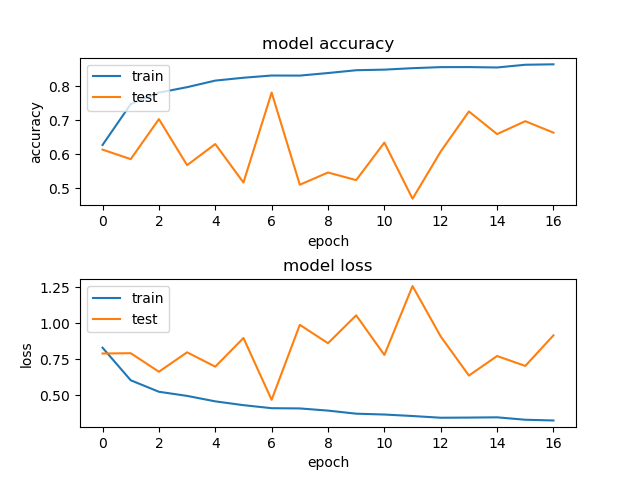 model accuracy
train
test
accuracy
0.8
0.7
0.6
0.5
0 2 4 6 8 10 12 14 16
epoch
model loss
train
test
loss
1.25
1.00
0.75
0.50
0 2 4 6 8 10 12 14 16
epoch